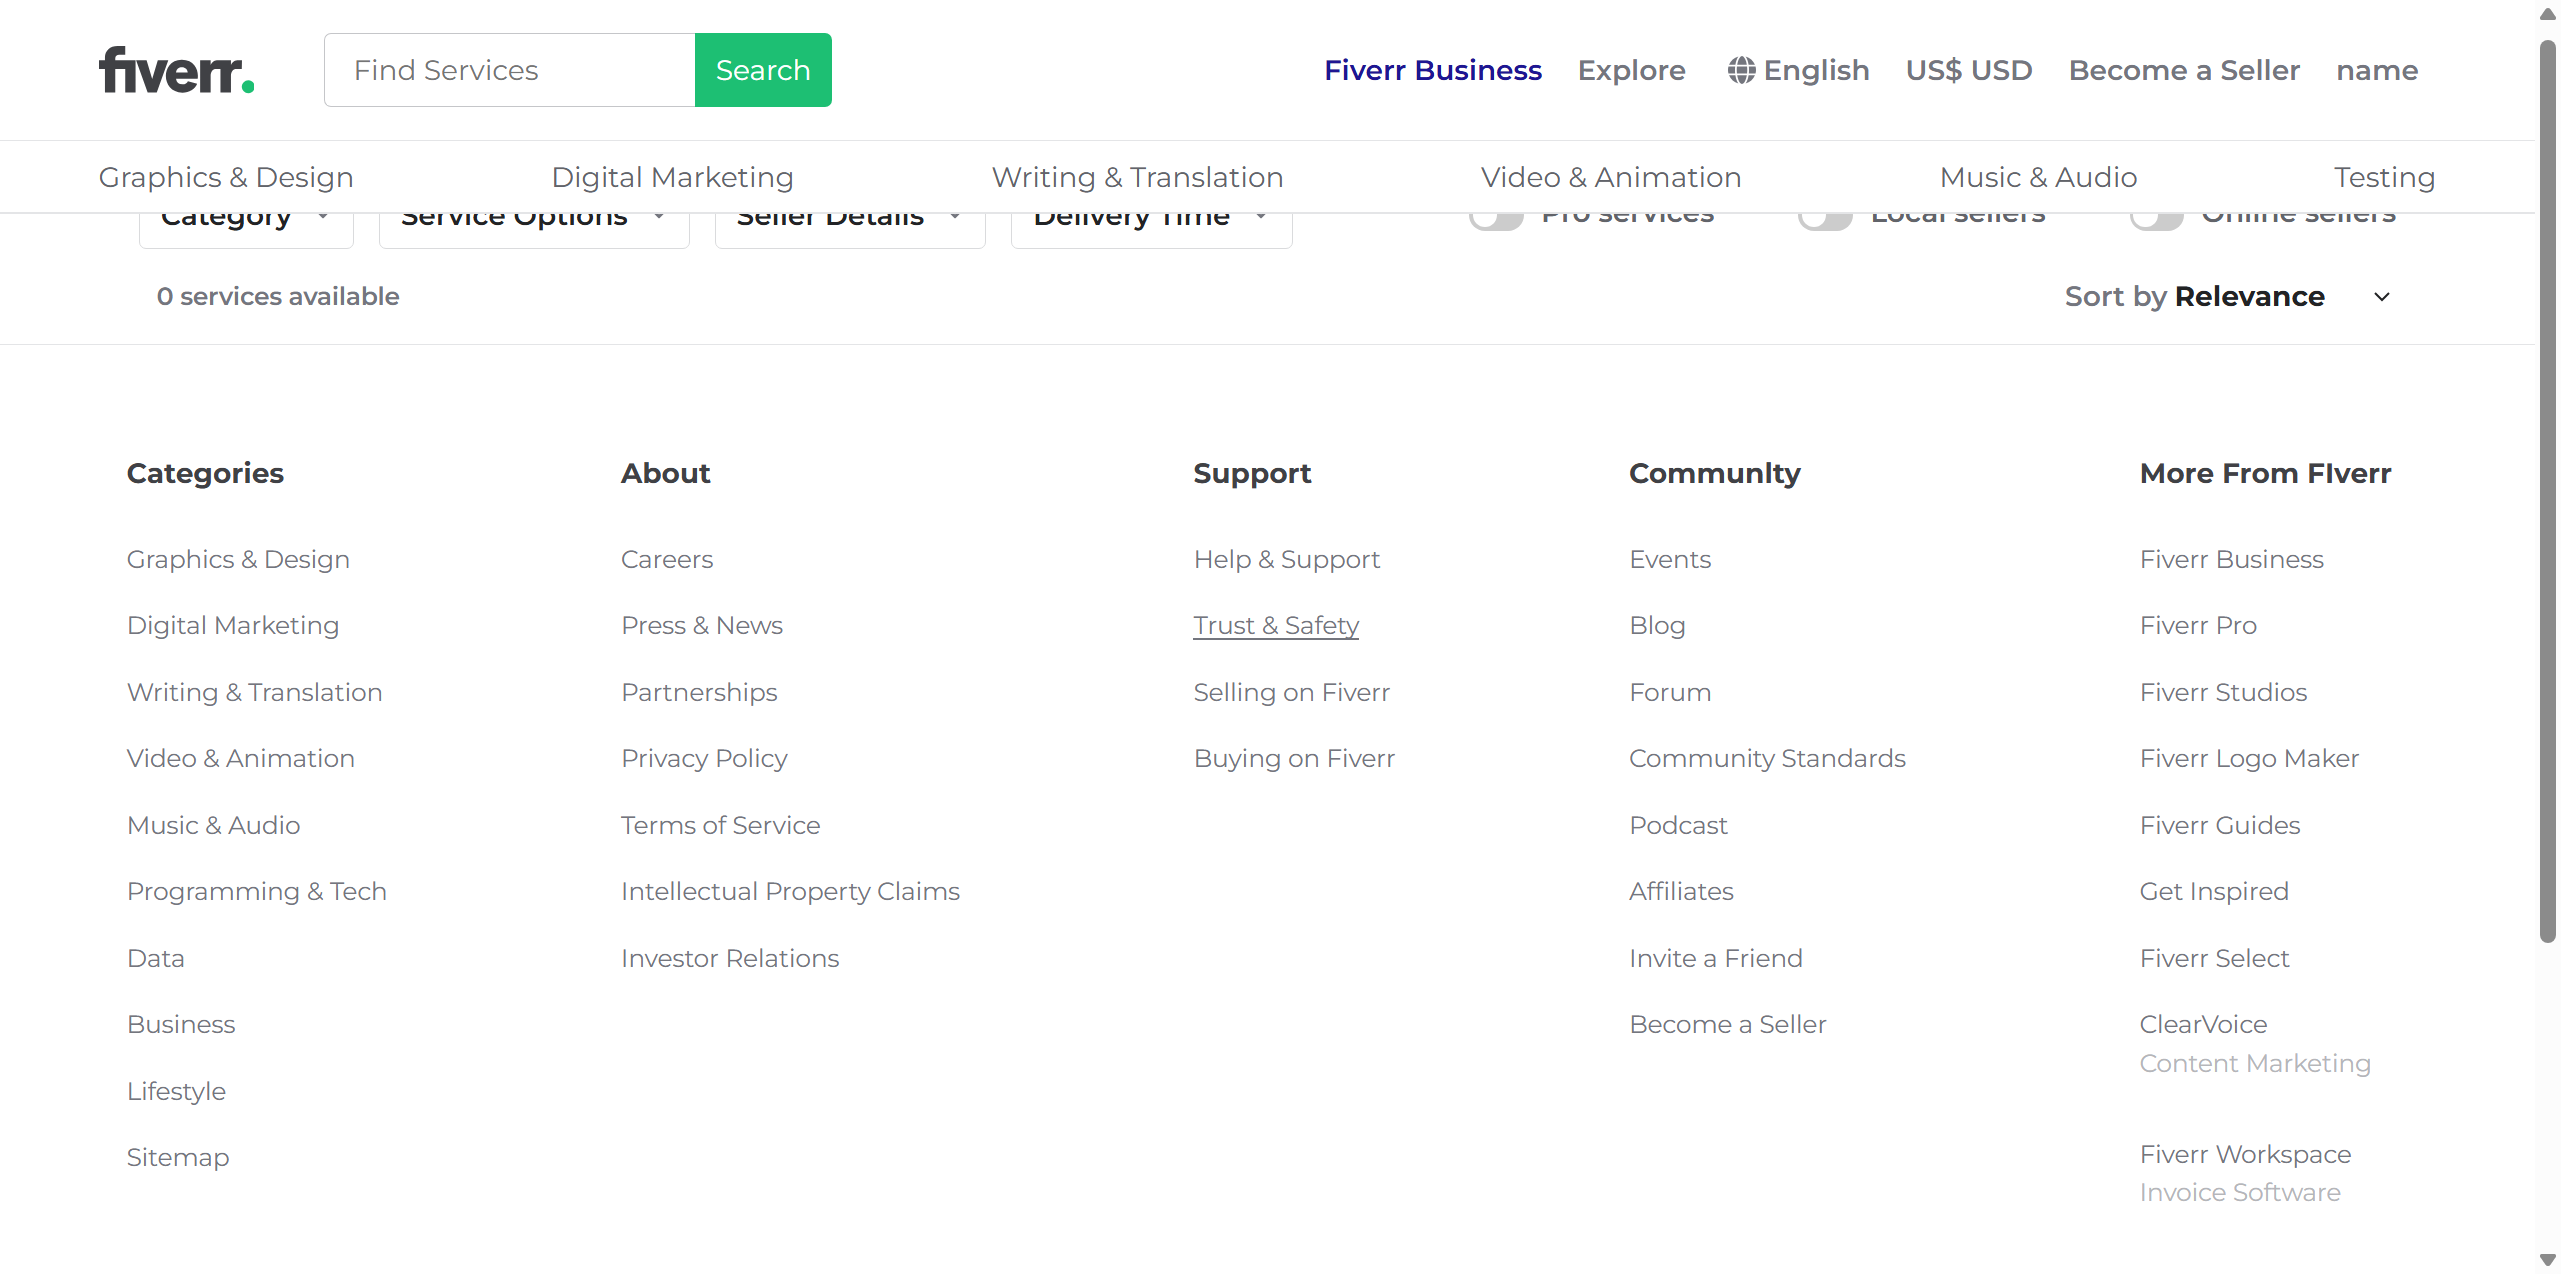 fiverr.
Find Services Search Fiverr Business Explore English US$ USD Become a Seller name
Graphics & Design Digital Marketing Writing & Translation Video & Animation Music & Audio Testing
Category Service Options Seller Details Delivery Time Pro services Local sellers Online sellers
0 services available Sort by Relevance
Categories
Graphics & Design
Digital Marketing
Writing & Translation
Video & Animation
Music & Audio
Programming & Tech
Data
Business
Lifestyle
Sitemap
About
Careers
Press & News
Partnerships
Privacy Policy
Terms of Service
Intellectual Property Claims
Investor Relations
Support
Help & Support
Trust & Safety
Selling on Fiverr
Buying on Fiverr
Communlty
Events
Blog
Forum
Community Standards
Podcast
Affiliates
Invite a Friend
Become a Seller
More From FIverr
Fiverr Business
Fiverr Pro
Fiverr Studios
Fiverr Logo Maker
Fiverr Guides
Get Inspired
Fiverr Select
ClearVoice
Content Marketing
Fiverr Workspace
Invoice Software